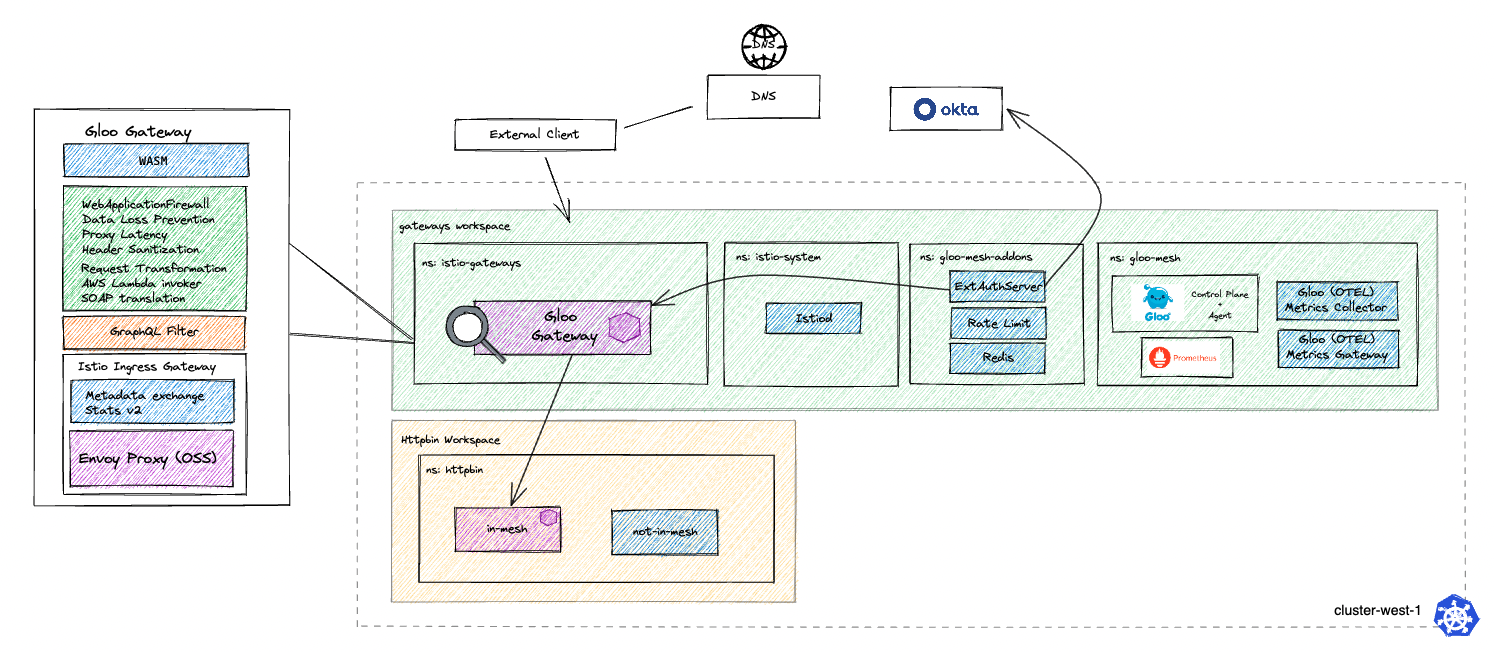 DNS
DNS
okta
External Client
Gloo Gateway
WASM
WebApplicationFirewall
Data Loss Prevention
Proxy Latency
Header Sanitization
Request Transformation
AWS Lambda invoker
SOAP translation
GraphQL Filter
Istio Ingress Gateway
Metadata exchange
Stats v2
Envoy Proxy (OSS)
gateways workspace
ns: istio-gateways
Gloo
Gateway
ns: istio-system
Istiod
ns: gloo-mesh-addons
ExtAuthServer
Rate Limit
Redis
ns: gloo-mesh
Gloo
Control Plane
+
Agent
Prometheus
Gloo (OTEL)
Metrics Collector
Gloo (OTEL)
Metrics Gateway
Httpbin Workspace
ns: httpbin
in-mesh
not-in-mesh
cluster-west-1